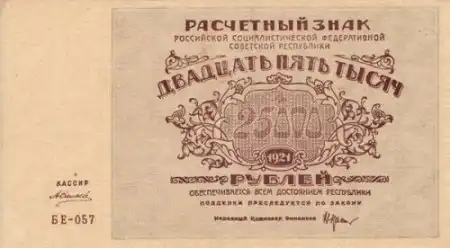 РАСЧЕТНЫЙ ЗНАК
РОССИЙСКОЙ СОЦИАЛИСТИЧЕСКОЙ ФЕДЕРАТИВНОЙ
СОВЕТСКОЙ РЕСПУБЛИКИ
ДВАДЦАТЬ ПЯТЬ ТЫСЯЧ
25000
1921
РУБЛЕЙ
ОБЕСПЕЧИВАЕТСЯ ВСЕМ ДОСТОЯНИЕМ РЕСПУБЛИКИ
ПОДДЕЛКА ПРЕСЛЕДУЕТСЯ ПО ЗАКОНУ
Народный Комиссар Финансов
КАССИР
БЕ-057